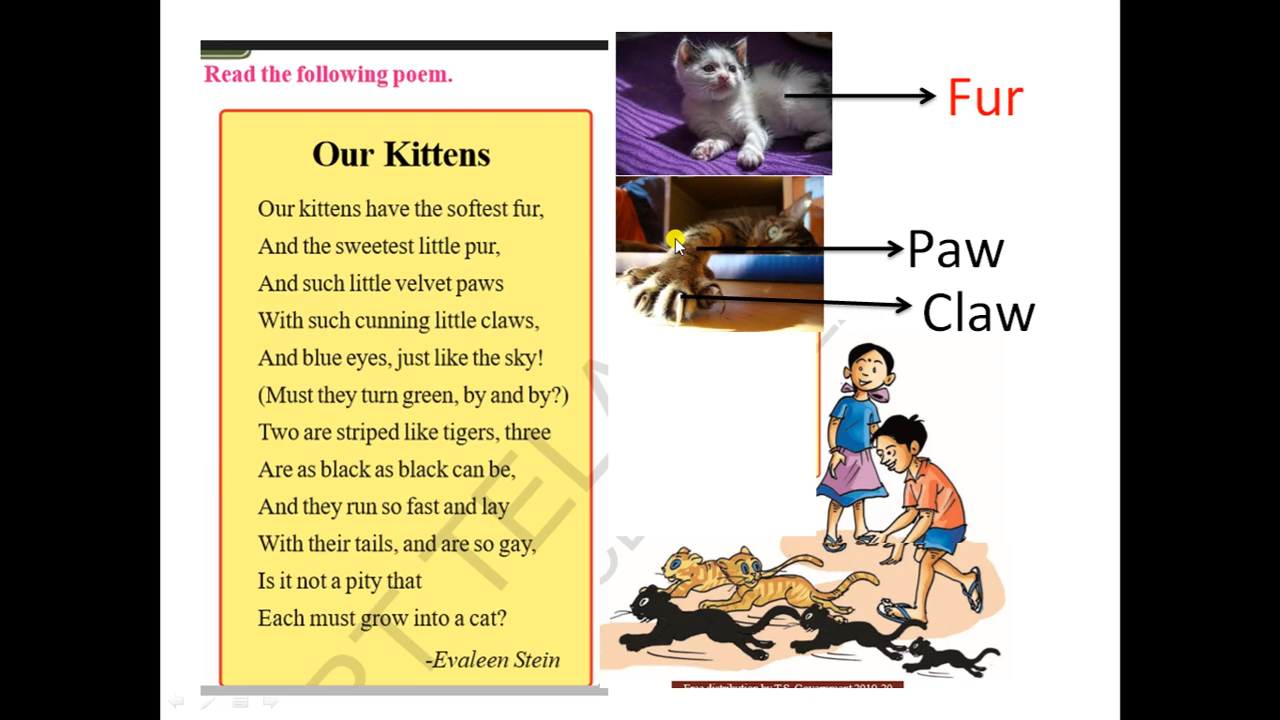 Read the following poem.
Our Kittens
Our kittens have the softest fur,
And the sweetest little pur,
And such little velvet paws
With such cunning little claws,
And blue eyes, just like the sky!
(Must they turn green, by and by?)
Two are striped like tigers, three
Are as black as black can be,
And they run so fast and lay
With their tails, and are so gay,
Is it not a pity that
Each must grow into a cat?
-Evaleen Stein
Fur
Paw
Claw
T.S. Government 2019-20